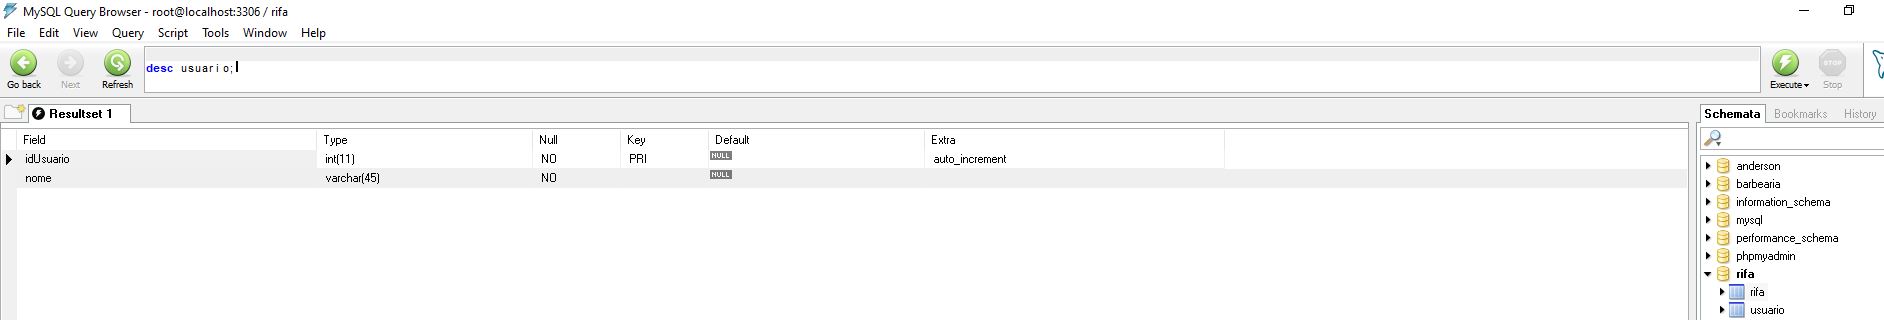 MySQL Query Browser - root@localhost:3306 / rifa
File Edit View Query Script Tools Window Help
desc usuario;
Go back Next Refresh
Execute STOP Stop
Resultset 1
Field Type Null Key Default Extra
idUsuario int(11) NO PRI NULL auto_increment
nome varchar(45) NO NULL
Schemata Bookmarks History
anderson
barbearia
information_schema
mysql
performance_schema
phpmyadmin
rifa
rifa
usuario